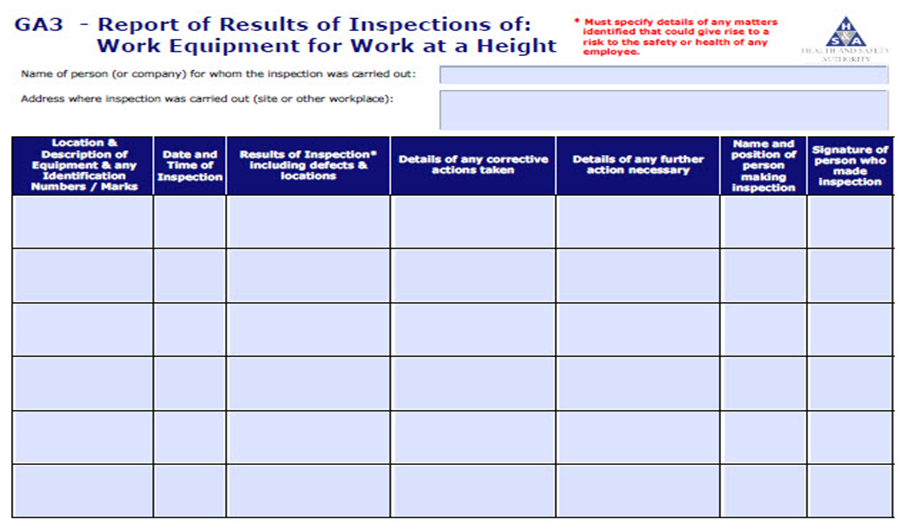 GA3 - Report of Results of Inspections of:
Work Equipment for Work at a Height
* Must specify details of any matters
identified that could give rise to a
risk to the safety or health of any
employee.
H
S&A
HEALTH AND SAFETY
AUTHORITY
Name of person (or company) for whom the inspection was carried out:
Address where inspection was carried out (site or other workplace):
Location &
Description of
Equipment & any
Identification
Numbers / Marks
Date and
Time of
Inspection
Results of Inspection*
including defects &
locations
Details of any corrective
actions taken
Details of any further
action necessary
Name and
position of
person
making
inspection
Signature of
person who
made
inspection